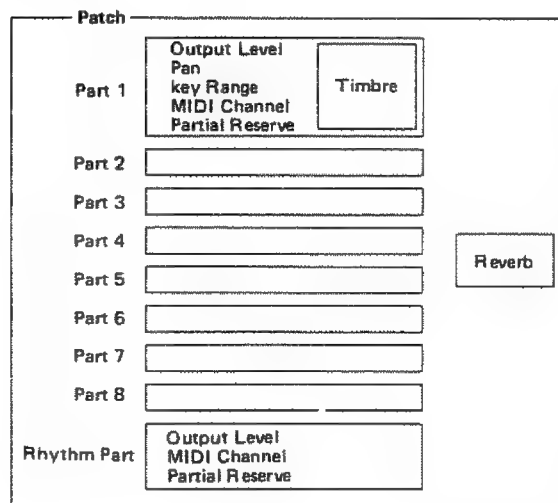 Patch
Output Level
Pan
key Range
MIDI Channel
Partial Reserve
Timbre
Part 1
Part 2
Part 3
Part 4
Part 5
Part 6
Part 7
Part 8
Reverb
Rhythm Part
Output Level
MIDI Channel
Partial Reserve